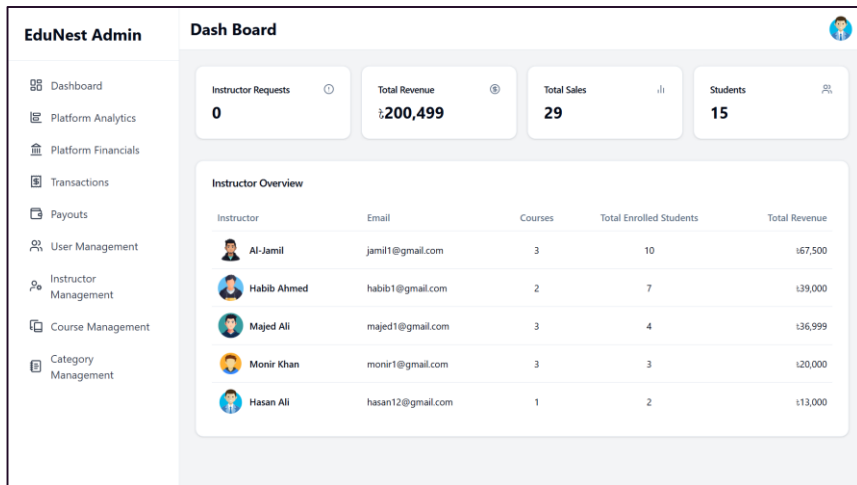 EduNest Admin
Dash Board
Dashboard
Platform Analytics
Platform Financials
Transactions
Payouts
User Management
Instructor
Management
Course Management
Category
Management
Instructor Requests
0
Total Revenue
৳200,499
Total Sales
29
Students
15
Instructor Overview
Instructor Email Courses Total Enrolled Students Total Revenue
Al-Jamil jamil1@gmail.com 3 10 ৳67,500
Habib Ahmed habib1@gmail.com 2 7 ৳39,000
Majed Ali majed1@gmail.com 3 4 ৳36,999
Monir Khan monir1@gmail.com 3 3 ৳20,000
Hasan Ali hasan12@gmail.com 1 2 ৳13,000